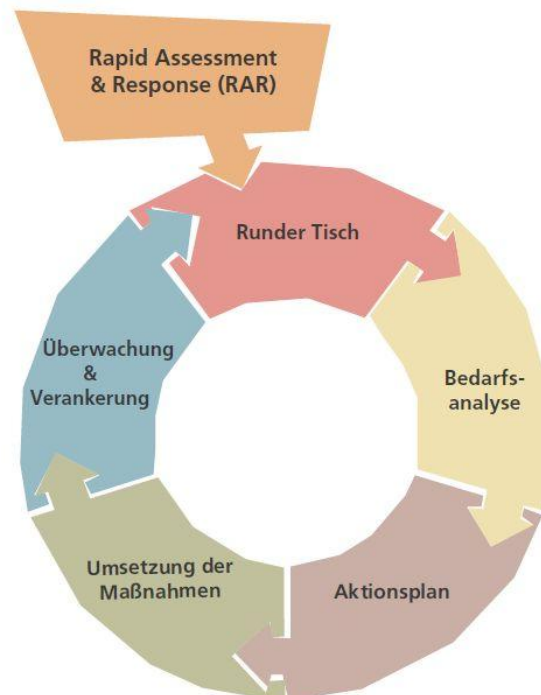 Rapid Assessment
& Response (RAR)
Runder Tisch
Bedarfs-
analyse
Aktionsplan
Umsetzung der
Maßnahmen
Überwachung
&
Verankerung